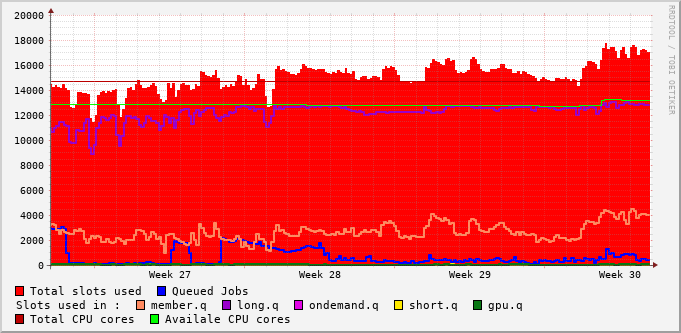 20000
18000
16000
14000
12000
10000
8000
6000
4000
2000
0
Week 27 Week 28 Week 29 Week 30
Total slots used Queued Jobs
Slots used in : member.q long.q ondemand.q short.q gpu.q
Total CPU cores Availale CPU cores
RRDTOOL / TOBI OETIKER